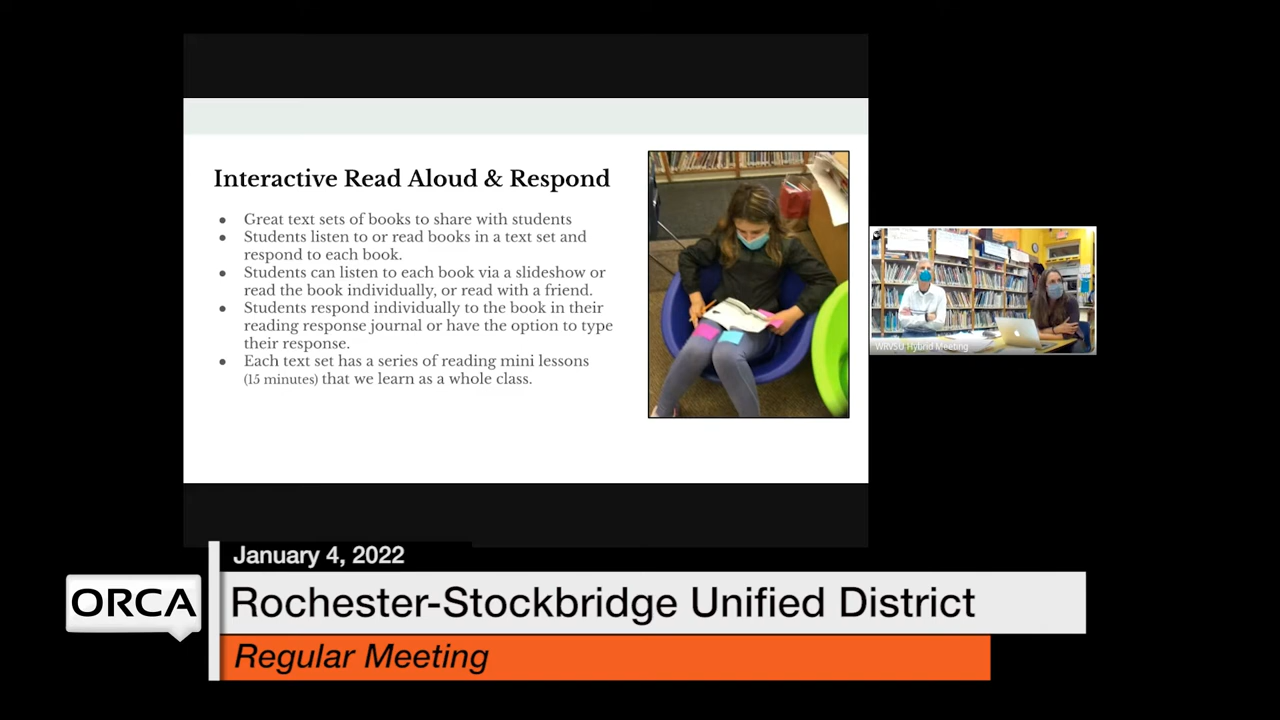 Interactive Read Aloud & Respond
● Great text sets of books to share with students
● Students listen to or read books in a text set and
respond to each book.
● Students can listen to each book via a slideshow or
read the book individually, or read with a friend.
● Students respond individually to the book in their
reading response journal or have the option to type
their response.
● Each text set has a series of reading mini lessons
(15 minutes) that we learn as a whole class.
WRVSU Hybrid Meeting
January 4, 2022
ORCA
Rochester-Stockbridge Unified District
Regular Meeting